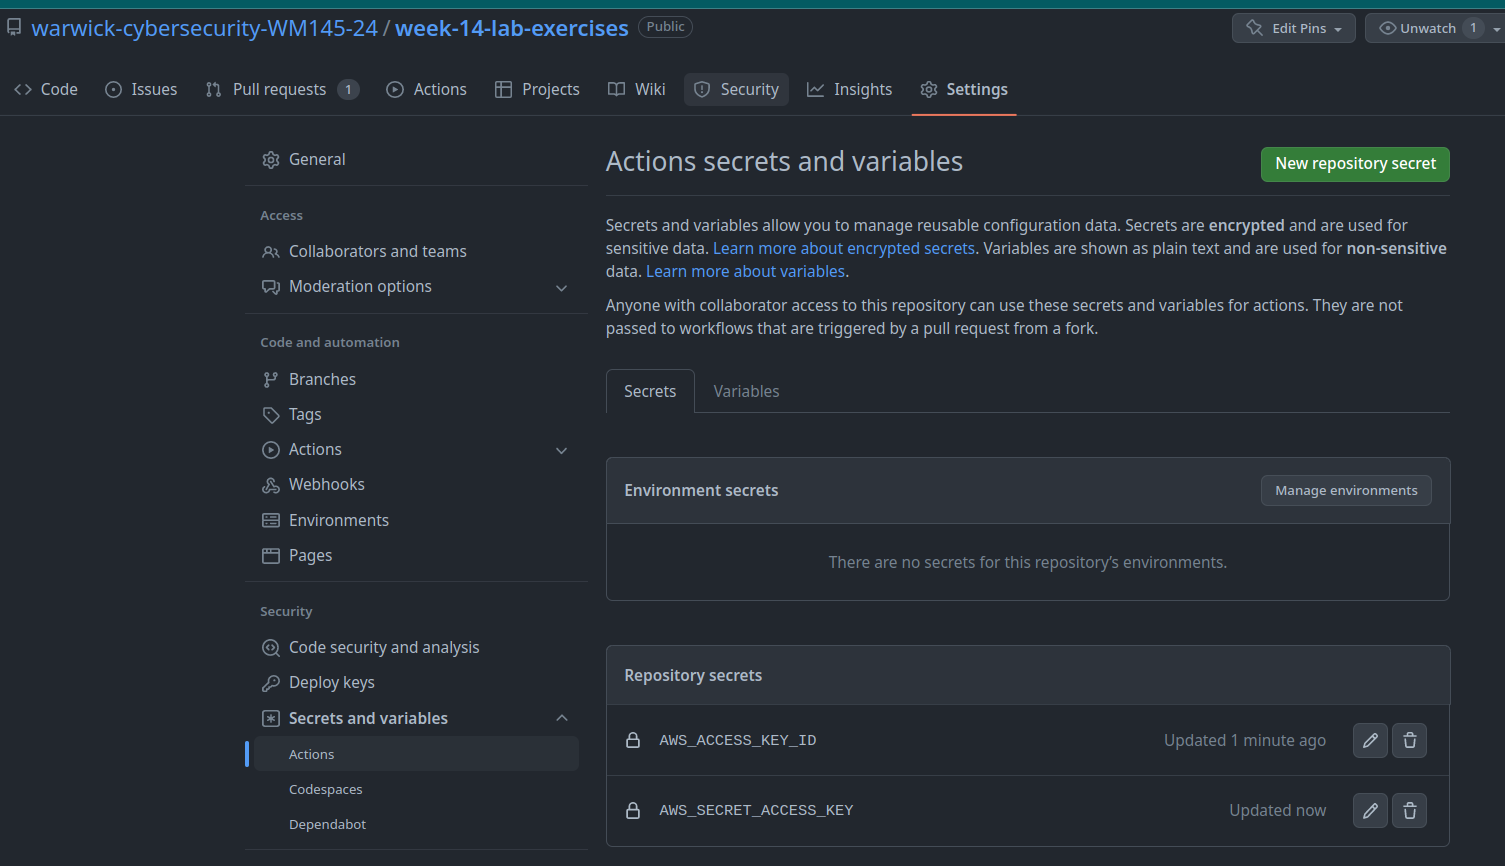 warwick-cybersecurity-WM145-24 / week-14-lab-exercises Public Edit Pins Unwatch 1
Code Issues Pull requests 1 Actions Projects Wiki Security Insights Settings
General
Access
Collaborators and teams
Moderation options
Code and automation
Branches
Tags
Actions
Webhooks
Environments
Pages
Security
Code security and analysis
Deploy keys
Secrets and variables
Actions
Codespaces
Dependabot
Actions secrets and variables New repository secret
Secrets and variables allow you to manage reusable configuration data. Secrets are encrypted and are used for
sensitive data. Learn more about encrypted secrets. Variables are shown as plain text and are used for non-sensitive
data. Learn more about variables.
Anyone with collaborator access to this repository can use these secrets and variables for actions. They are not
passed to workflows that are triggered by a pull request from a fork.
Secrets Variables
Environment secrets Manage environments
There are no secrets for this repository’s environments.
Repository secrets
AWS_ACCESS_KEY_ID Updated 1 minute ago
AWS_SECRET_ACCESS_KEY Updated now